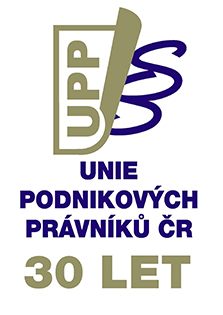 UPP
UNIE
PODNIKOVÝCH
PRÁVNÍKŮ ČR
30 LET